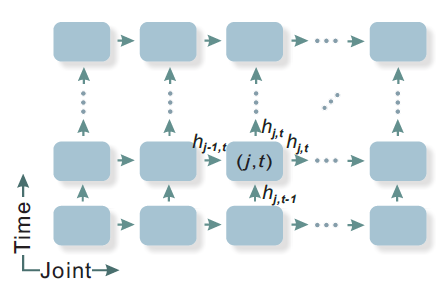 h_{j,t}
h_{j-1,t}
h_{j,t}
(j,t)
h_{j,t-1}
Time
Joint